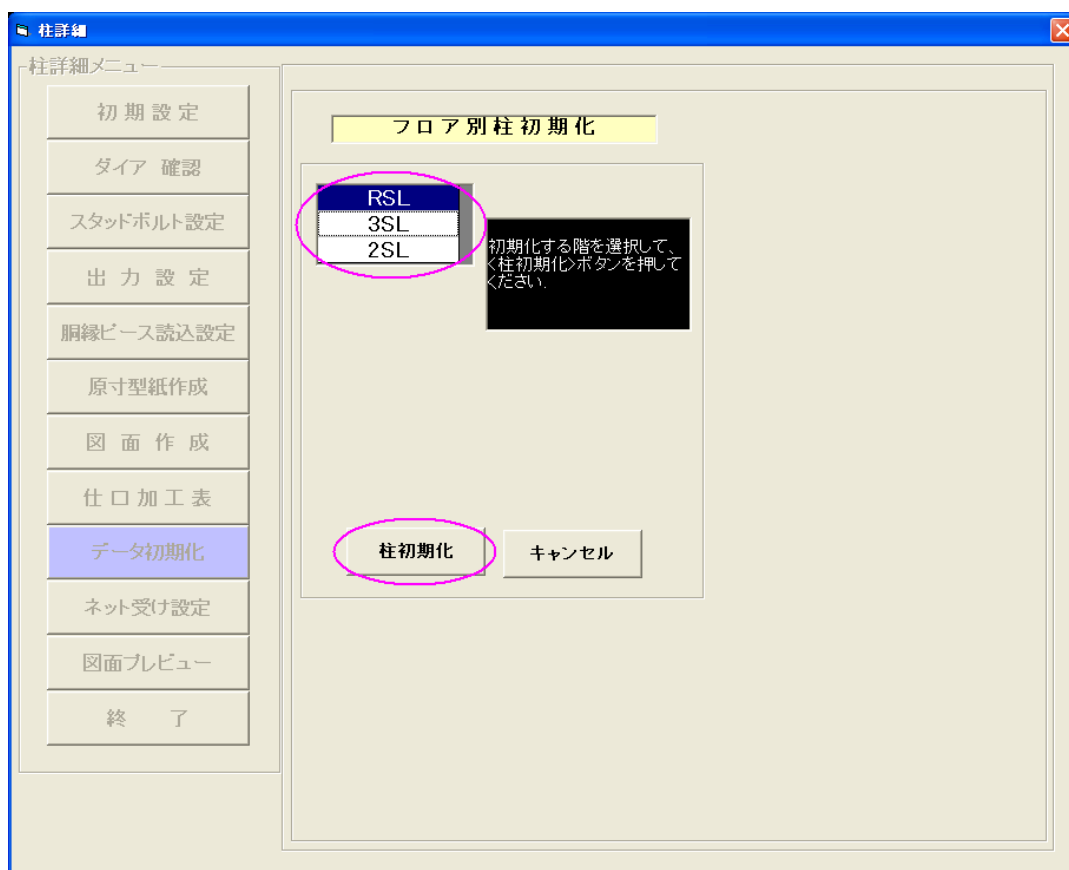 柱詳細
柱詳細メニュー
初 期 設 定
ダイア 確認
スタッドボルト設定
出 力 設 定
胴縁ピース読込設定
原寸型紙作成
図 面 作 成
仕 口 加 工 表
データ初期化
ネット受け設定
図面プレビュー
終 了
フ ロ ア 別 柱 初 期 化
RSL
3SL
2SL
初期化する階を選択して、
<柱初期化>ボタンを押して
ください.
柱初期化
キャンセル